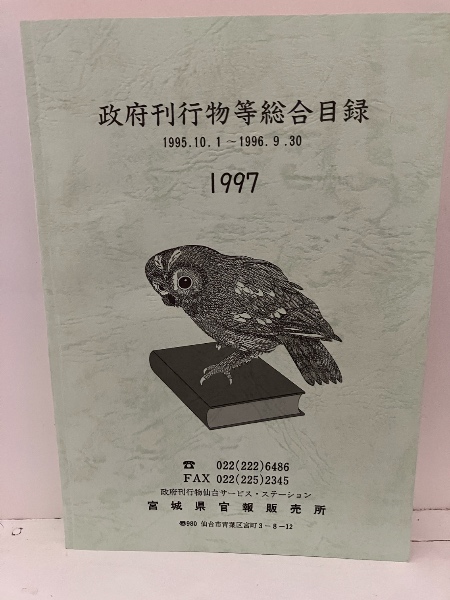 政府刊行物等総合目録
1995.10.1～1996.9.30
1997
☎ 022(222)6486
FAX 022(225)2345
政府刊行物仙台サービス・ステーション
宮城県官報販売所
〠980 仙台市青葉区宮町3－8－12